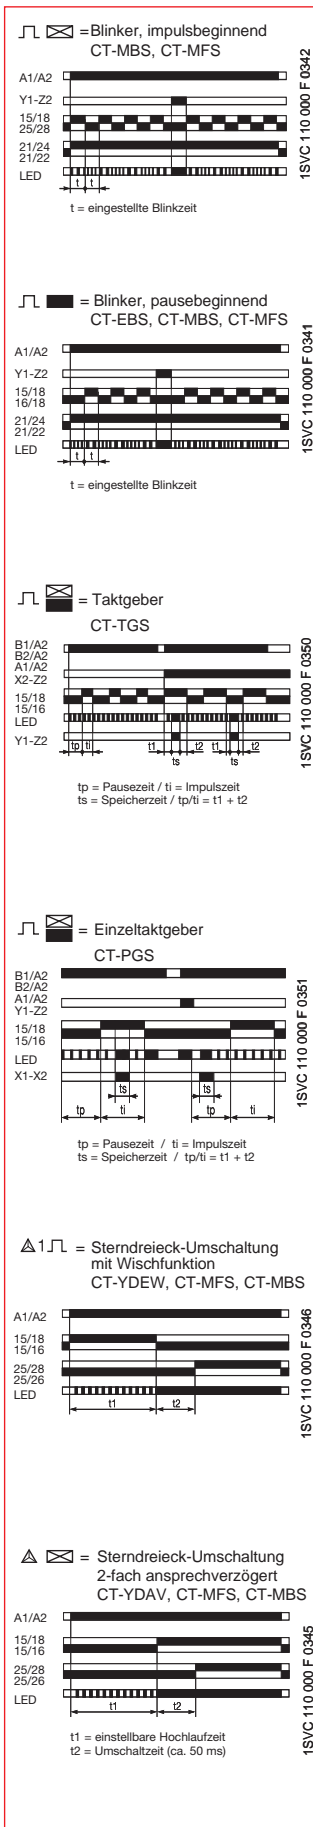 =Blinker, impulsbeginnend
CT-MBS, CT-MFS
A1/A2
Y1-Z2
15/18
25/28
21/24
21/22
LED
t t
t = eingestellte Blinkzeit
1SVC 110 000 F 0342
= Blinker, pausebeginnend
CT-EBS, CT-MBS, CT-MFS
A1/A2
Y1-Z2
15/18
16/18
21/24
21/22
LED
t t
t = eingestellte Blinkzeit
1SVC 110 000 F 0341
= Taktgeber
CT-TGS
B1/A2
B2/A2
A1/A2
X2-Z2
15/18
15/16
LED
Y1-Z2
tp ti t1 t2 t1 t2
ts ts
tp = Pausezeit / ti = Impulszeit
ts = Speicherzeit / tp/ti = t1 + t2
1SVC 110 000 F 0350
= Einzeltaktgeber
CT-PGS
B1/A2
B2/A2
A1/A2
Y1-Z2
15/18
15/16
LED
X1-X2
ts ts
tp ti tp ti
tp = Pausezeit / ti = Impulszeit
ts = Speicherzeit / tp/ti = t1 + t2
1SVC 110 000 F 0351
1 = Sterndreieck-Umschaltung
mit Wischfunktion
CT-YDEW, CT-MFS, CT-MBS
A1/A2
15/18
15/16
25/28
25/26
LED
t1 t2
1SVC 110 000 F 0346
= Sterndreieck-Umschaltung
2-fach ansprechverzögert
CT-YDAV, CT-MFS, CT-MBS
A1/A2
15/18
15/16
25/28
25/26
LED
t1 t2
t1 = einstellbare Hochlaufzeit
t2 = Umschaltzeit (ca. 50 ms)
1SVC 110 000 F 0345